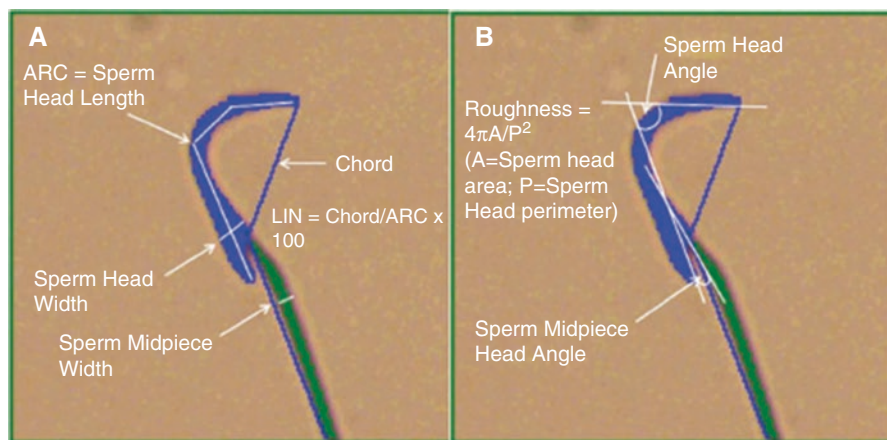 A
ARC = Sperm
Head Length
Chord
LIN = Chord/ARC x
100
Sperm Head
Width
Sperm Midpiece
Width
B
Sperm Head
Angle
Roughness =
4πA/P²
(A=Sperm head
area; P=Sperm
Head perimeter)
Sperm Midpiece
Head Angle